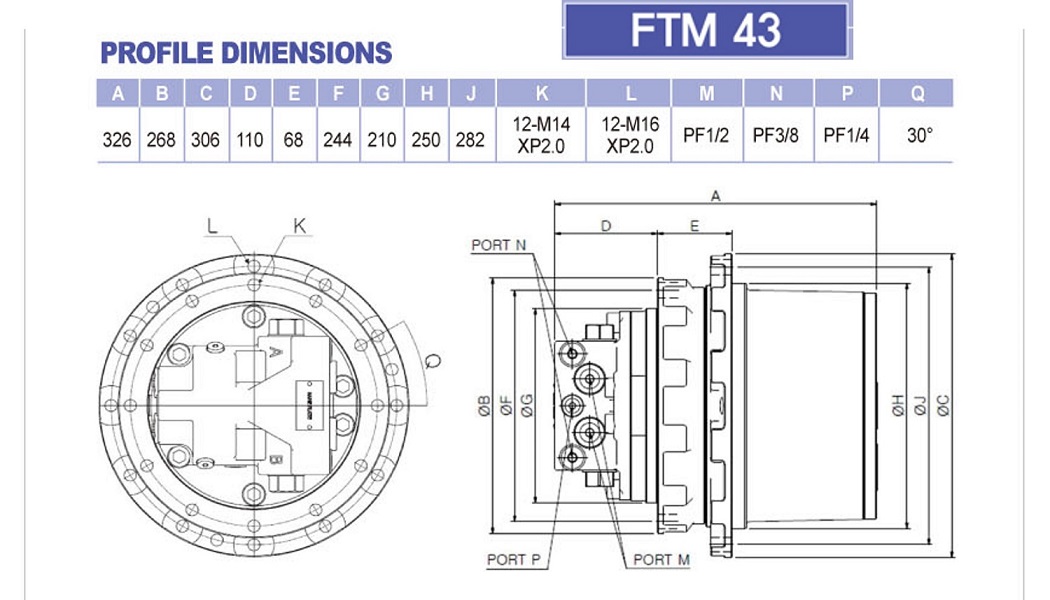 FTM 43
PROFILE DIMENSIONS
A B C D E F G H J K L M N P Q
326 268 306 110 68 244 210 250 282 12-M14 XP2.0 12-M16 XP2.0 PF1/2 PF3/8 PF1/4 30°
L K
A
D E
PORT N
A
Q
ØB ØF ØG ØH ØJ ØC
B
PORT P PORT M